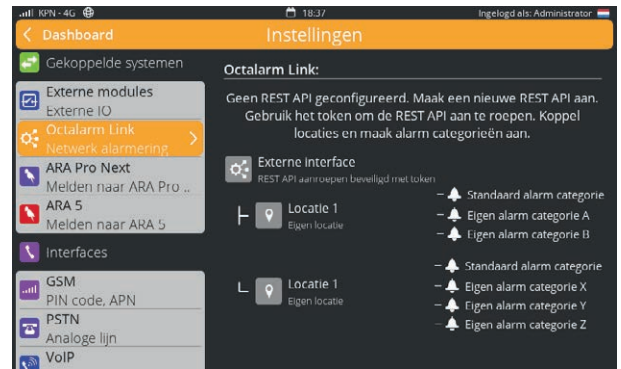 KPN - 4G
18:37
Ingelogd als: Administrator
Dashboard
Instellingen
Gekoppelde systemen
Externe modules
Externe IO
Octalarm Link
Netwerk alarmering
ARA Pro Next
Melden naar ARA Pro ..
ARA 5
Melden naar ARA 5
Interfaces
GSM
PIN code, APN
PSTN
Analoge lijn
VoIP
Octalarm Link:
Geen REST API geconfigureerd. Maak een nieuwe REST API aan.
Gebruik het token om de REST API aan te roepen. Koppel
locaties en maak alarm categorieën aan.
Externe interface
REST API aanroepen beveiligd met token
Locatie 1
Eigen locatie
Standaard alarm categorie
Eigen alarm categorie A
Eigen alarm categorie B
Locatie 1
Eigen locatie
Standaard alarm categorie
Eigen alarm categorie X
Eigen alarm categorie Y
Eigen alarm categorie Z